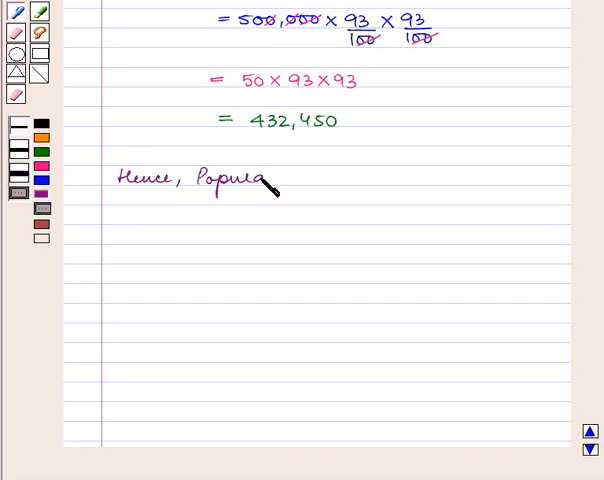 = 500,000 × 93/100 × 93/100
= 50 × 93 × 93
= 432,450
Hence, Popula